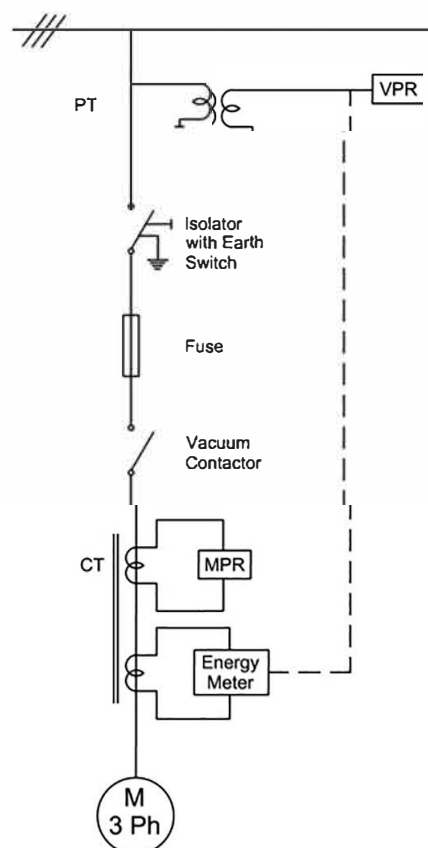 PT
VPR
Isolator
with Earth
Switch
Fuse
Vacuum
Contactor
CT
MPR
Energy
Meter
M
3 Ph